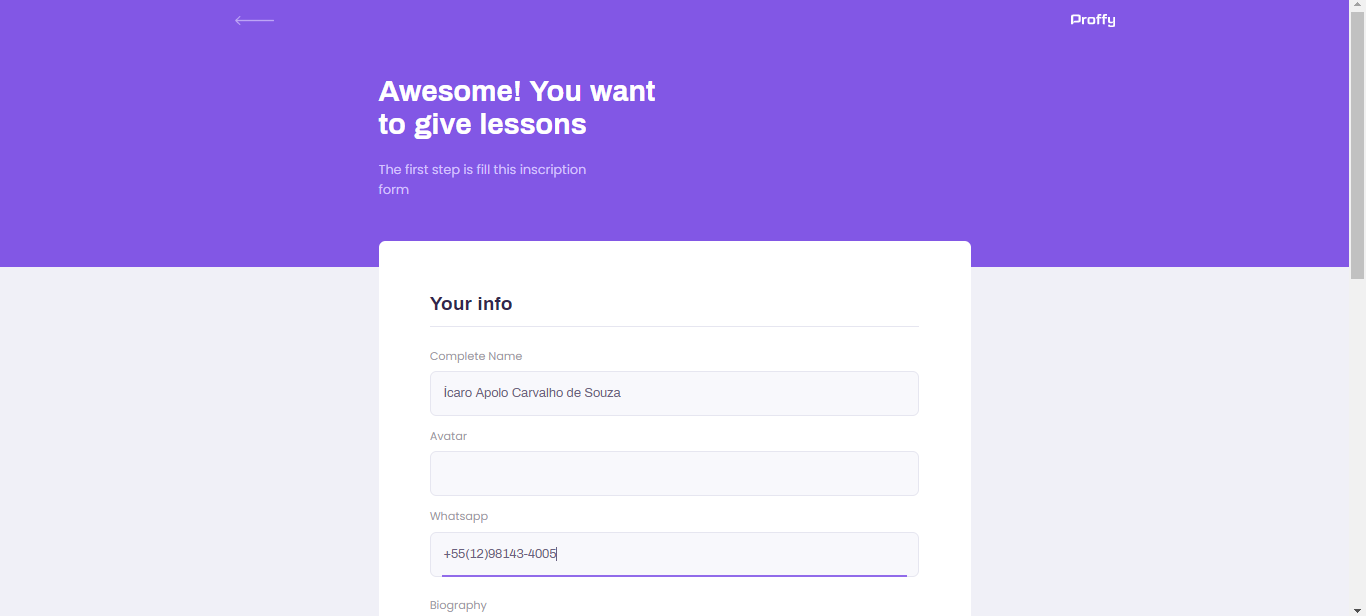 Proffy
Awesome! You want
to give lessons
The first step is fill this inscription
form
Your info
Complete Name
Ícaro Apolo Carvalho de Souza
Avatar
Whatsapp
+55(12)98143-4005
Biography